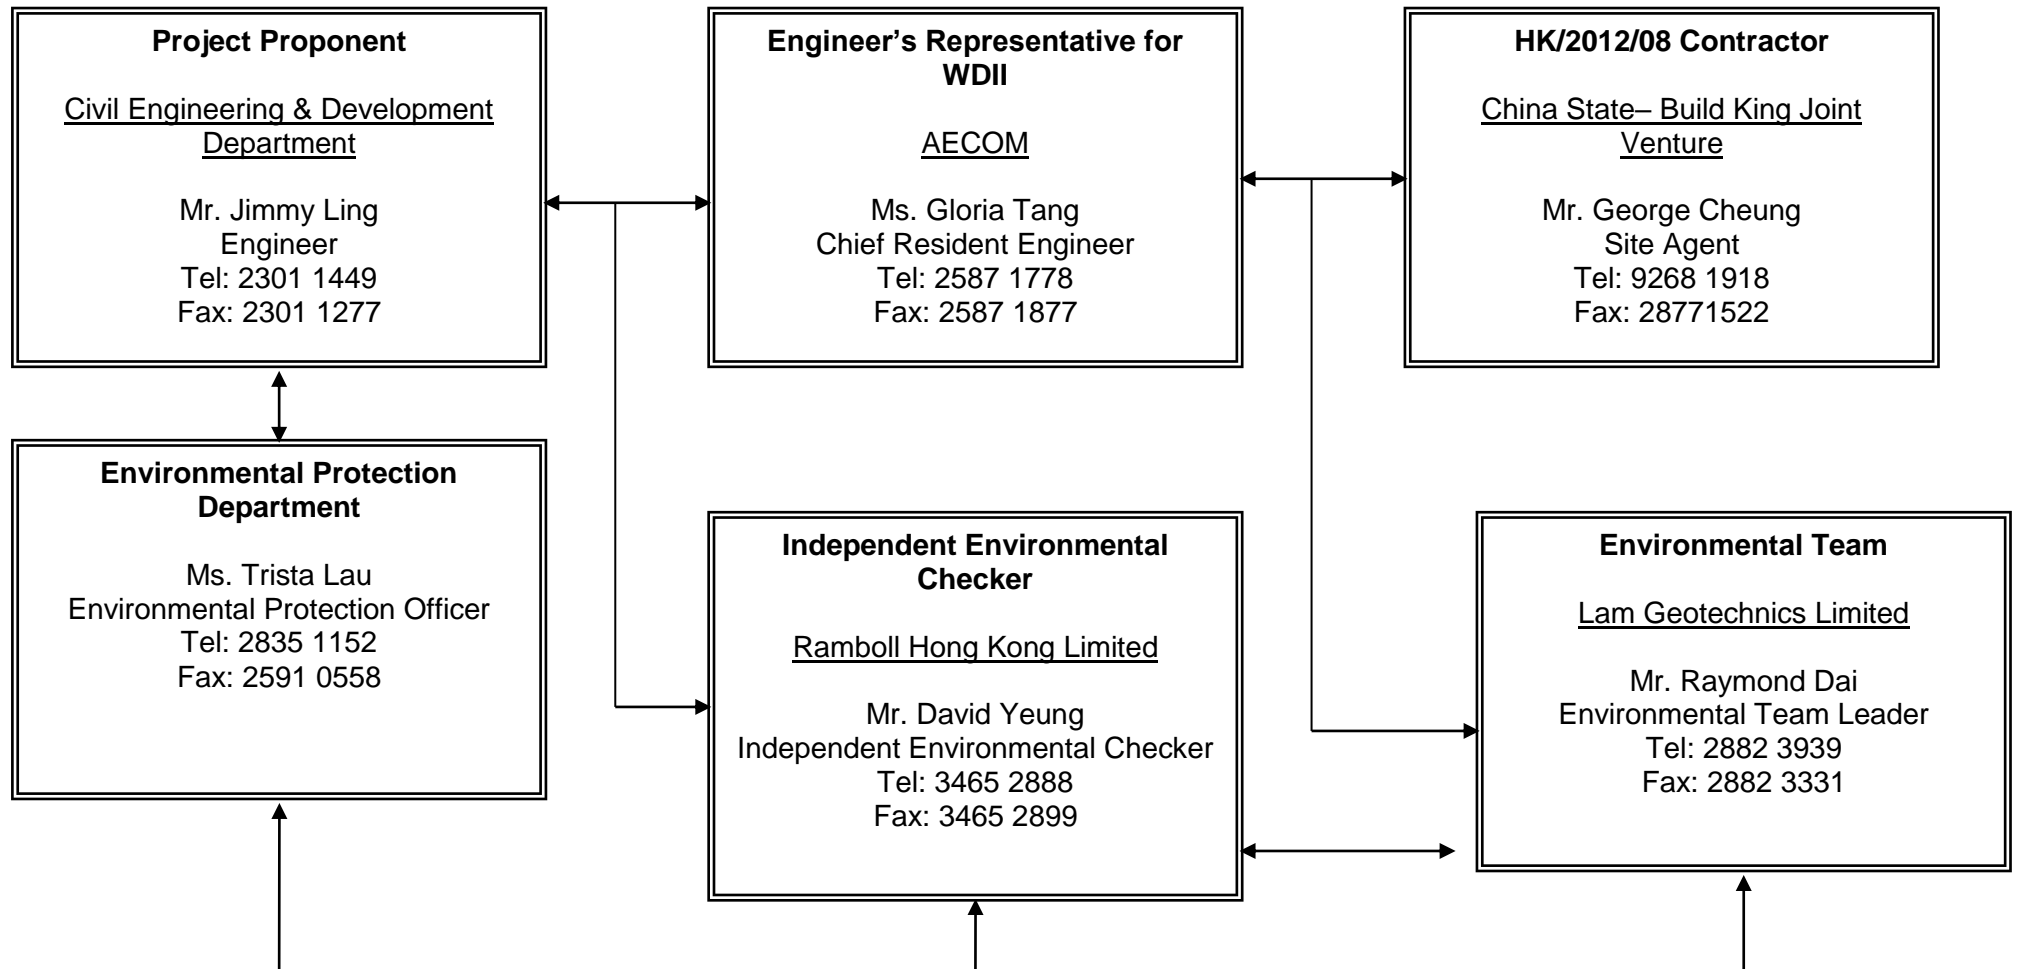 Project Proponent
Civil Engineering & Development
Department
Mr. Jimmy Ling
Engineer
Tel: 2301 1449
Fax: 2301 1277
Engineer’s Representative for
WDII
AECOM
Ms. Gloria Tang
Chief Resident Engineer
Tel: 2587 1778
Fax: 2587 1877
HK/2012/08 Contractor
China State– Build King Joint
Venture
Mr. George Cheung
Site Agent
Tel: 9268 1918
Fax: 28771522
Environmental Protection
Department
Ms. Trista Lau
Environmental Protection Officer
Tel: 2835 1152
Fax: 2591 0558
Independent Environmental
Checker
Ramboll Hong Kong Limited
Mr. David Yeung
Independent Environmental Checker
Tel: 3465 2888
Fax: 3465 2899
Environmental Team
Lam Geotechnics Limited
Mr. Raymond Dai
Environmental Team Leader
Tel: 2882 3939
Fax: 2882 3331